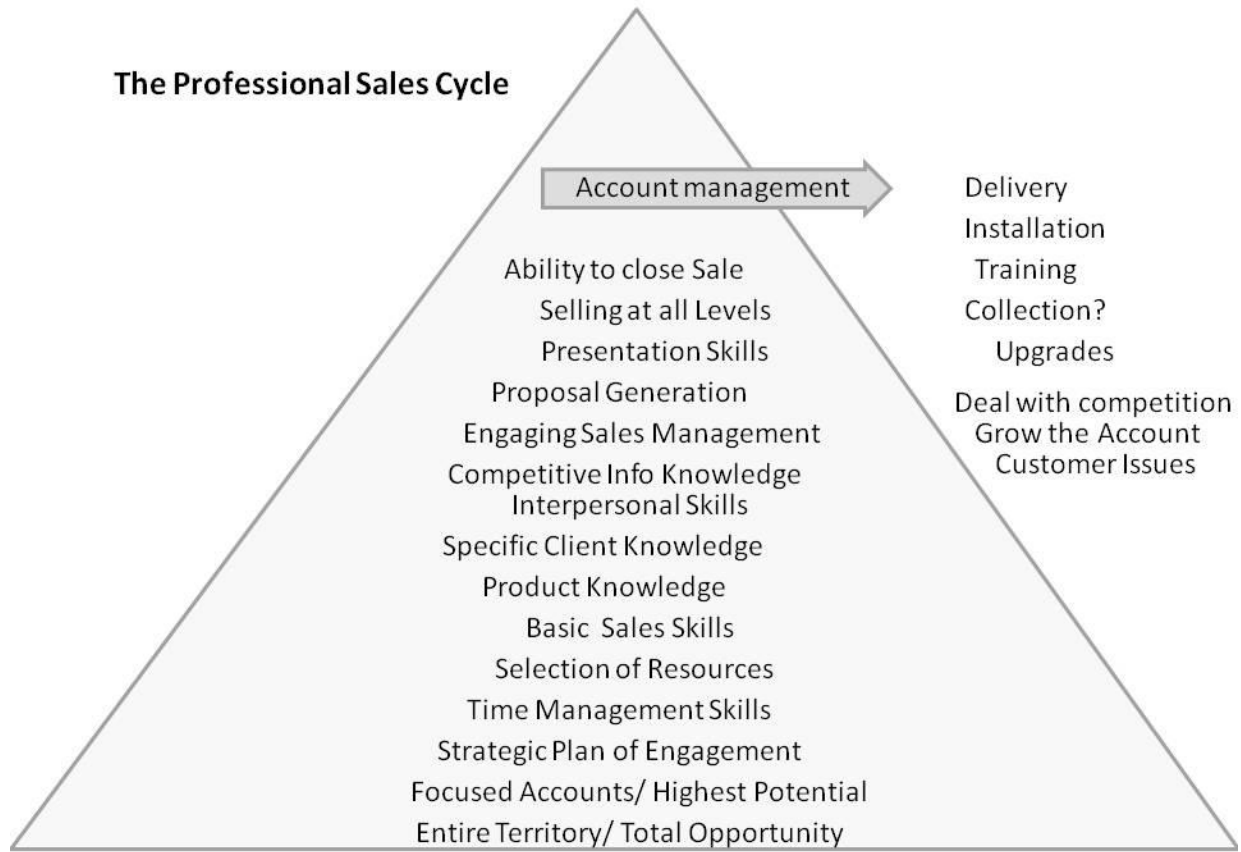 The Professional Sales Cycle
Account management
Ability to close Sale
Selling at all Levels
Presentation Skills
Proposal Generation
Engaging Sales Management
Competitive Info Knowledge
Interpersonal Skills
Specific Client Knowledge
Product Knowledge
Basic Sales Skills
Selection of Resources
Time Management Skills
Strategic Plan of Engagement
Focused Accounts/ Highest Potential
Entire Territory/ Total Opportunity
Delivery
Installation
Training
Collection?
Upgrades
Deal with competition
Grow the Account
Customer Issues